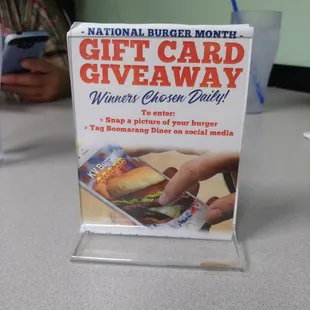 - NATIONAL BURGER MONTH -
GIFT CARD
GIVEAWAY
Winners Chosen Daily!
To enter:
* Snap a picture of your burger
* Tag Boomarang Diner on social media